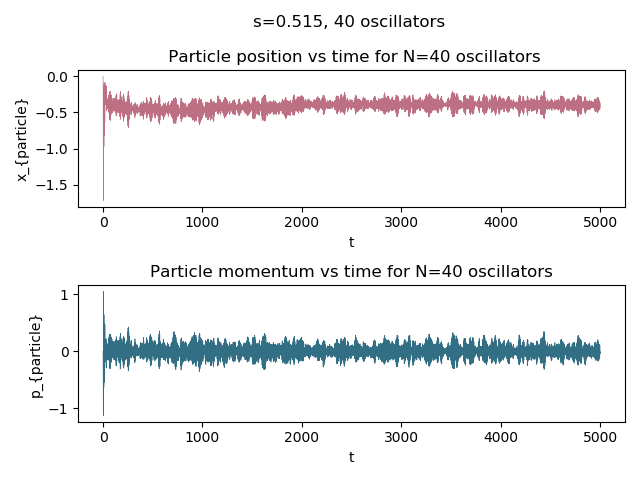 s=0.515, 40 oscillators
Particle position vs time for N=40 oscillators
0.0
−0.5
−1.0
−1.5
x_{particle}
0 1000 2000 3000 4000 5000
t
Particle momentum vs time for N=40 oscillators
1
0
−1
p_{particle}
0 1000 2000 3000 4000 5000
t